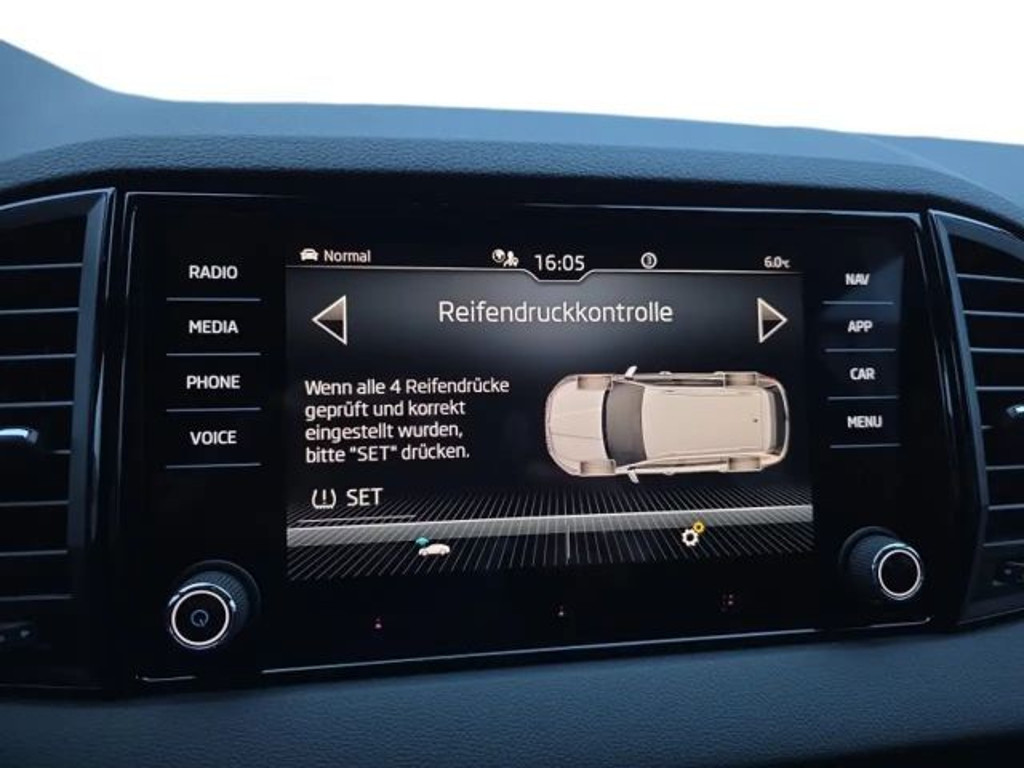 Normal
16:05
6.0°C
RADIO
MEDIA
PHONE
VOICE
Reifendruckkontrolle
Wenn alle 4 Reifendrücke
geprüft und korrekt
eingestellt wurden,
bitte "SET" drücken.
(!) SET
NAV
APP
CAR
MENU